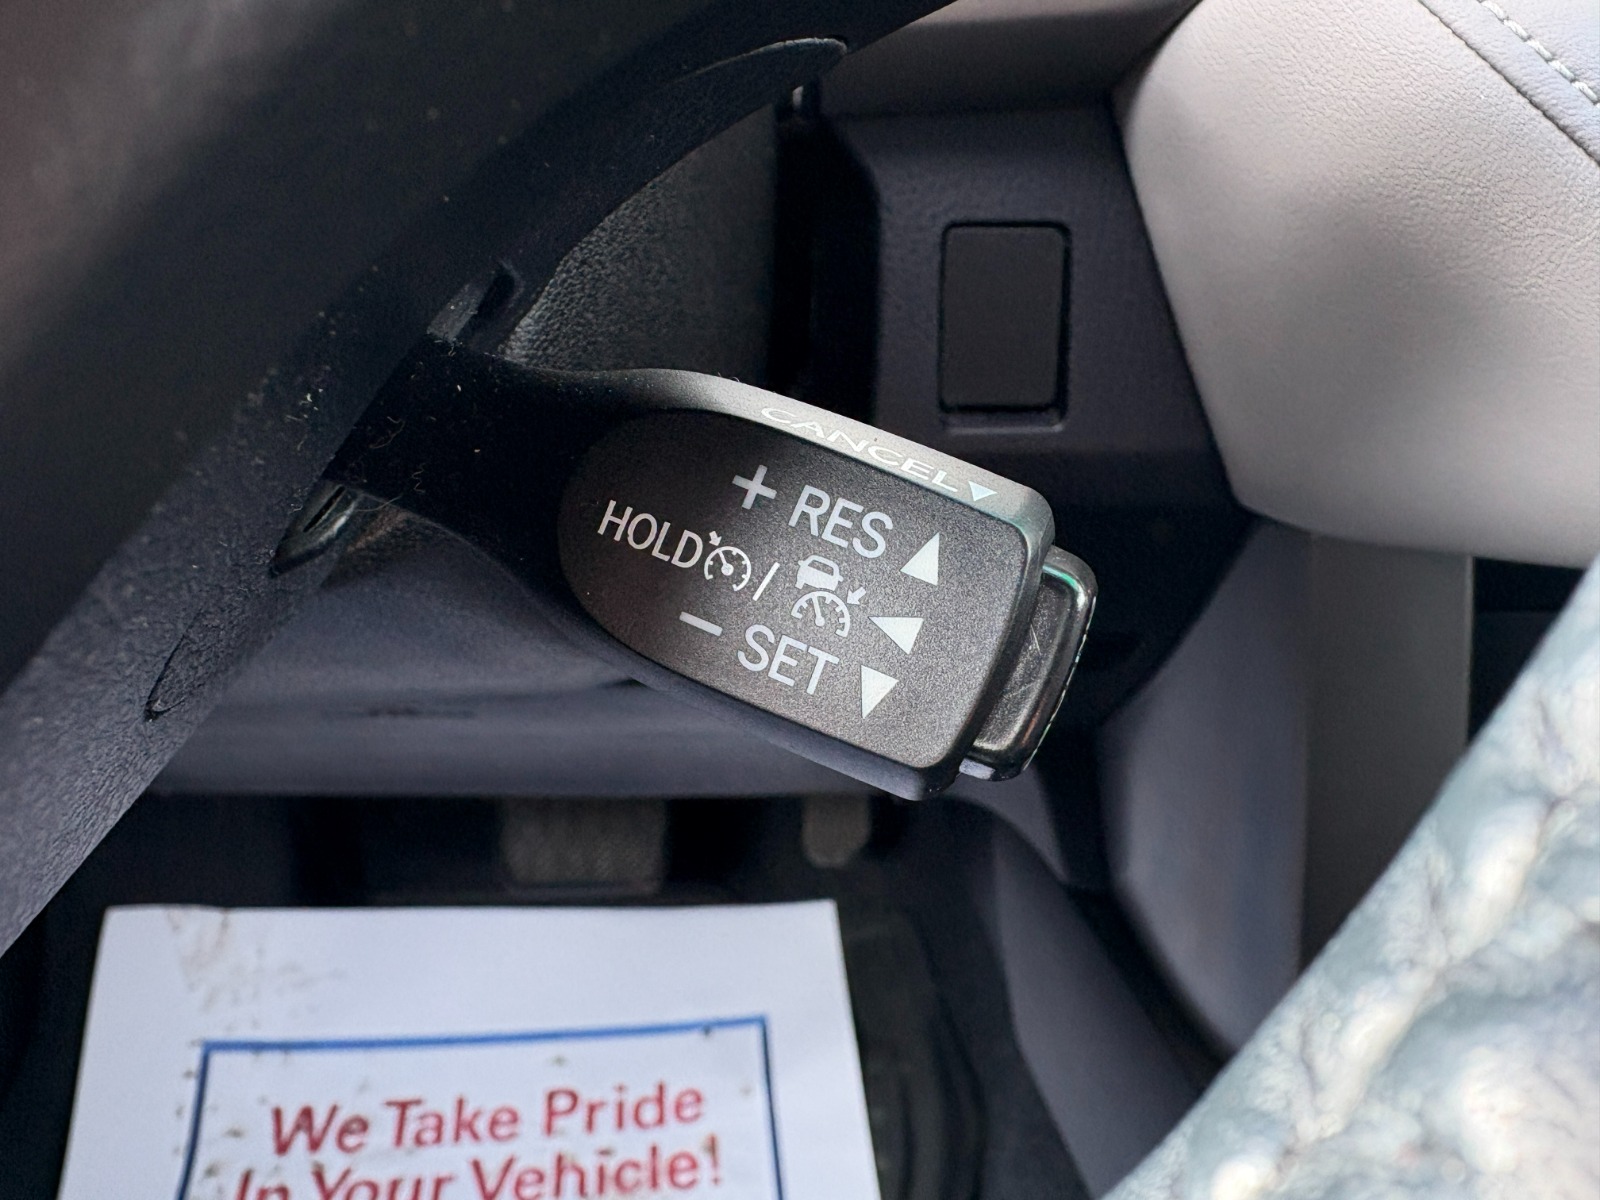 CANCEL
+ RES
HOLD /
- SET
We Take Pride
In Your Vehicle!